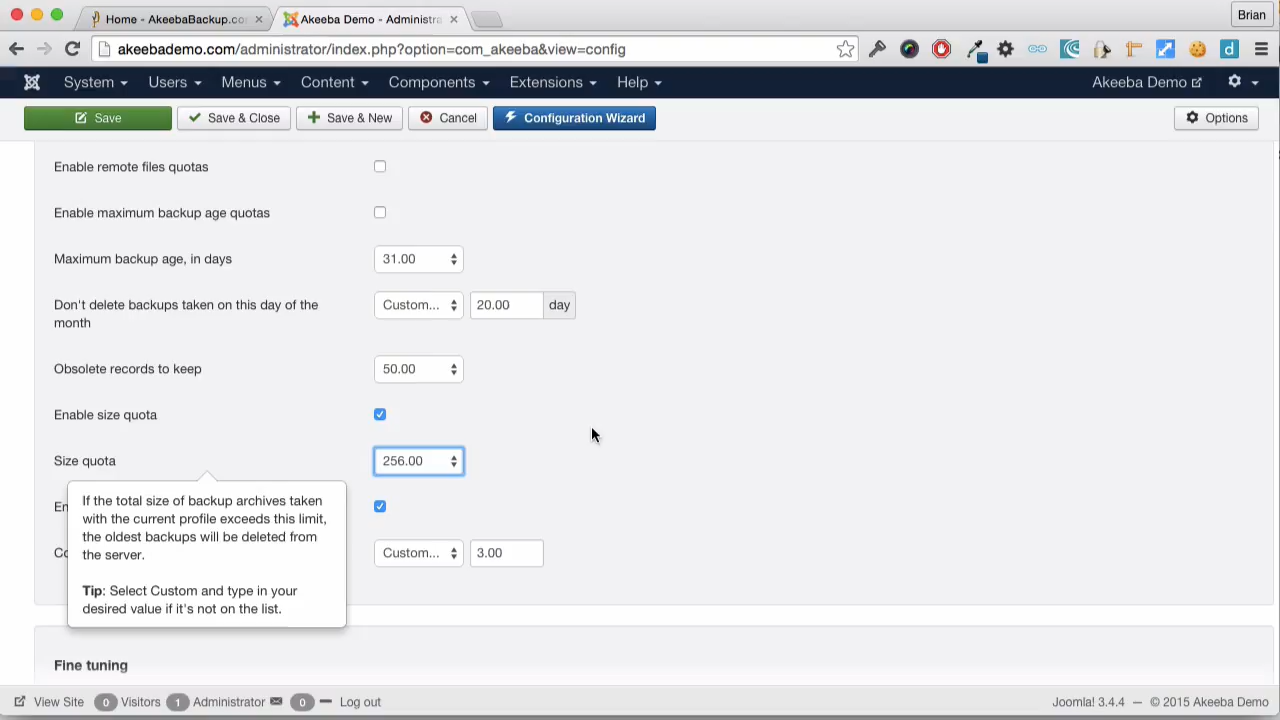 Home - AkeebaBackup.co
Akeeba Demo - Administra
Brian
akeebademo.com/administrator/index.php?option=com_akeeba&view=config
System Users Menus Content Components Extensions Help Akeeba Demo
Save Save & Close Save & New Cancel Configuration Wizard Options
Enable remote files quotas
Enable maximum backup age quotas
Maximum backup age, in days 31.00
Don't delete backups taken on this day of the
month
Custom... 20.00 day
Obsolete records to keep 50.00
Enable size quota
Size quota 256.00
En
If the total size of backup archives taken
with the current profile exceeds this limit,
the oldest backups will be deleted from
the server.
Co
Custom... 3.00
Tip: Select Custom and type in your
desired value if it's not on the list.
Fine tuning
View Site 0 Visitors 1 Administrator 0 Log out Joomla! 3.4.4 — © 2015 Akeeba Demo